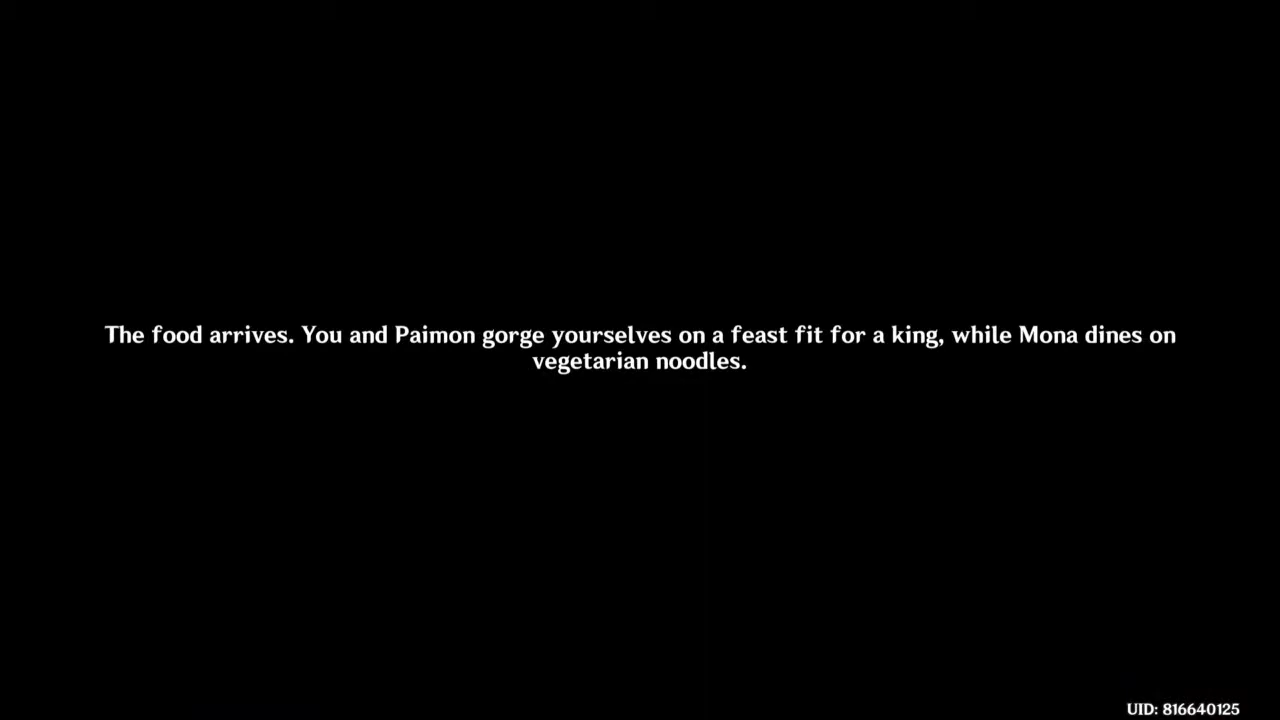 The food arrives. You and Paimon gorge yourselves on a feast fit for a king, while Mona dines on
vegetarian noodles.
UID: 816640125